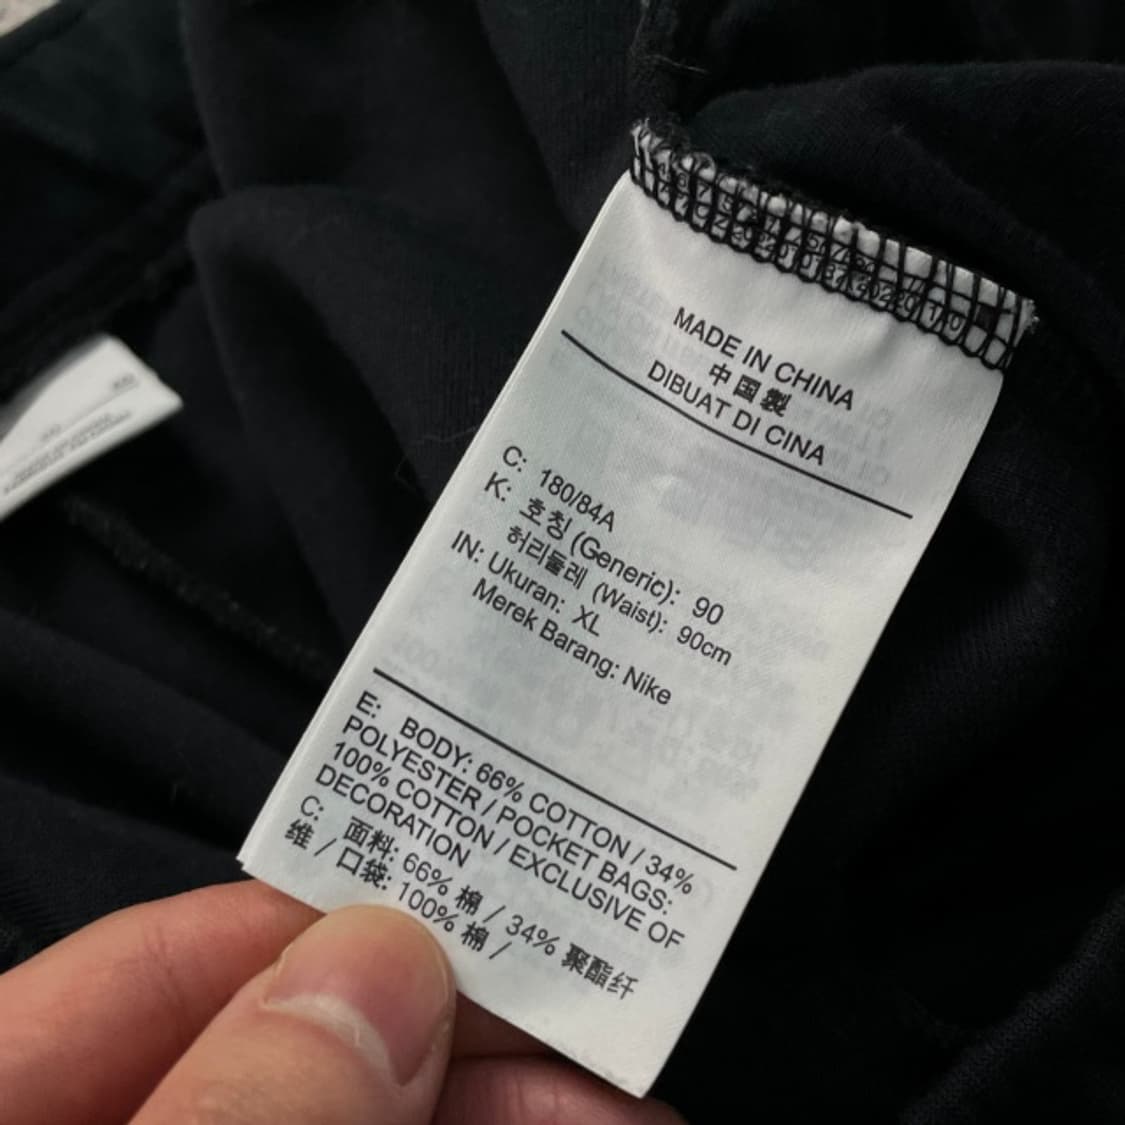 MADE IN CHINA
中国製
DIBUAT DI CINA
C: 180/84A
K: 호칭 (Generic): 90
허리둘레 (Waist): 90cm
IN: Ukuran: XL
Merek Barang: Nike
E: BODY: 66% COTTON / 34%
POLYESTER / POCKET BAGS:
100% COTTON / EXCLUSIVE OF
DECORATION
C: 面料: 66% 棉 / 34% 聚酯纤
维 / 口袋: 100% 棉 /